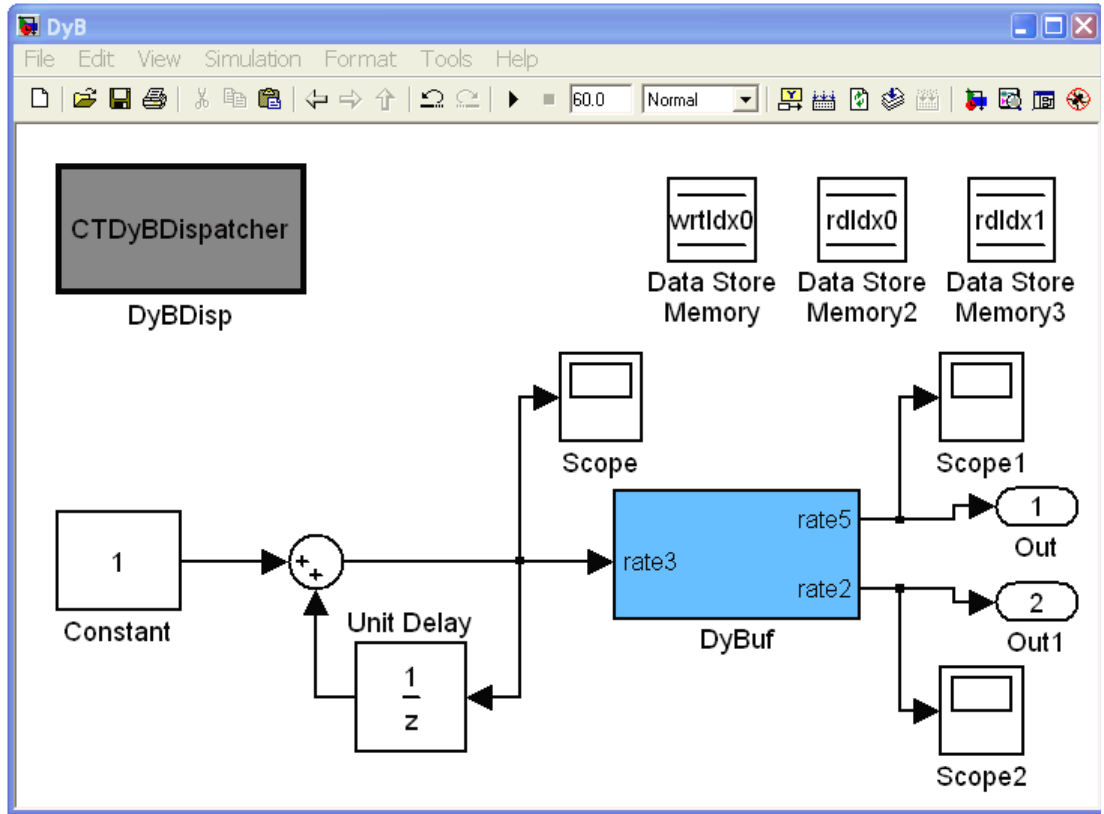 DyB
File Edit View Simulation Format Tools Help
60.0 Normal
CTDyBDispatcher
DyBDisp
wrtIdx0 rdIdx0 rdIdx1
Data Store Data Store Data Store
Memory Memory2 Memory3
Scope
Scope1
1
Constant
+
+
Unit Delay
1
z
rate3
rate5
rate2
DyBuf
1
Out
2
Out1
Scope2